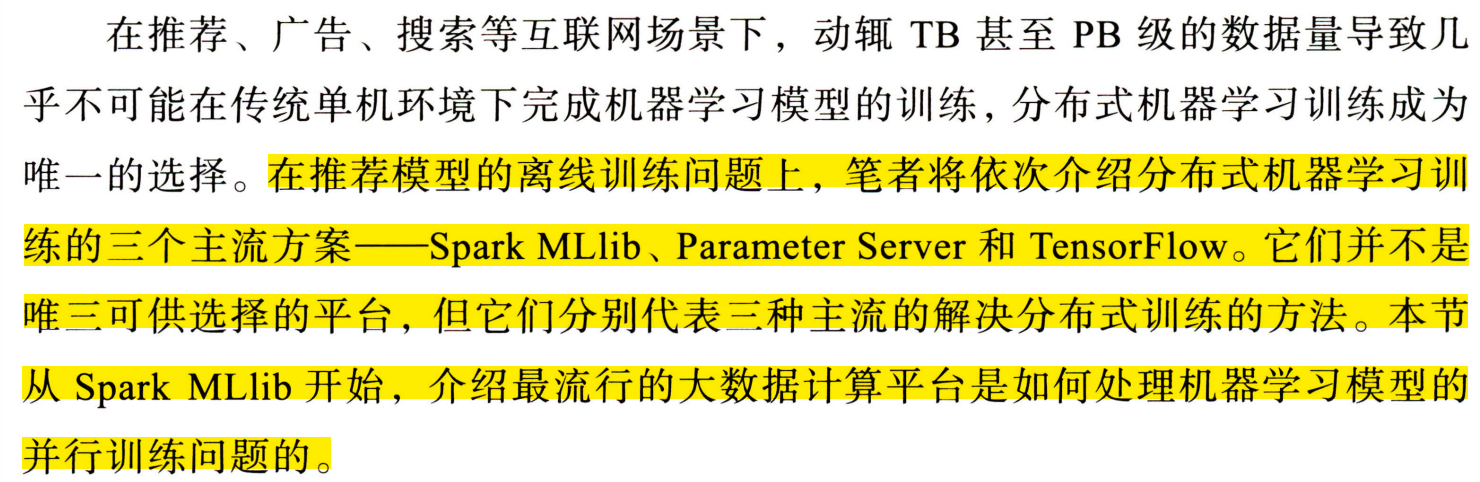 在推荐、广告、搜索等互联网场景下，动辄 TB 甚至 PB 级的数据量导致几
乎不可能在传统单机环境下完成机器学习模型的训练，分布式机器学习训练成为
唯一的选择。在推荐模型的离线训练问题上，笔者将依次介绍分布式机器学习训
练的三个主流方案——Spark MLlib、Parameter Server 和 TensorFlow。它们并不是
唯三可供选择的平台，但它们分别代表三种主流的解决分布式训练的方法。本节
从 Spark MLlib 开始，介绍最流行的大数据计算平台是如何处理机器学习模型的
并行训练问题的。